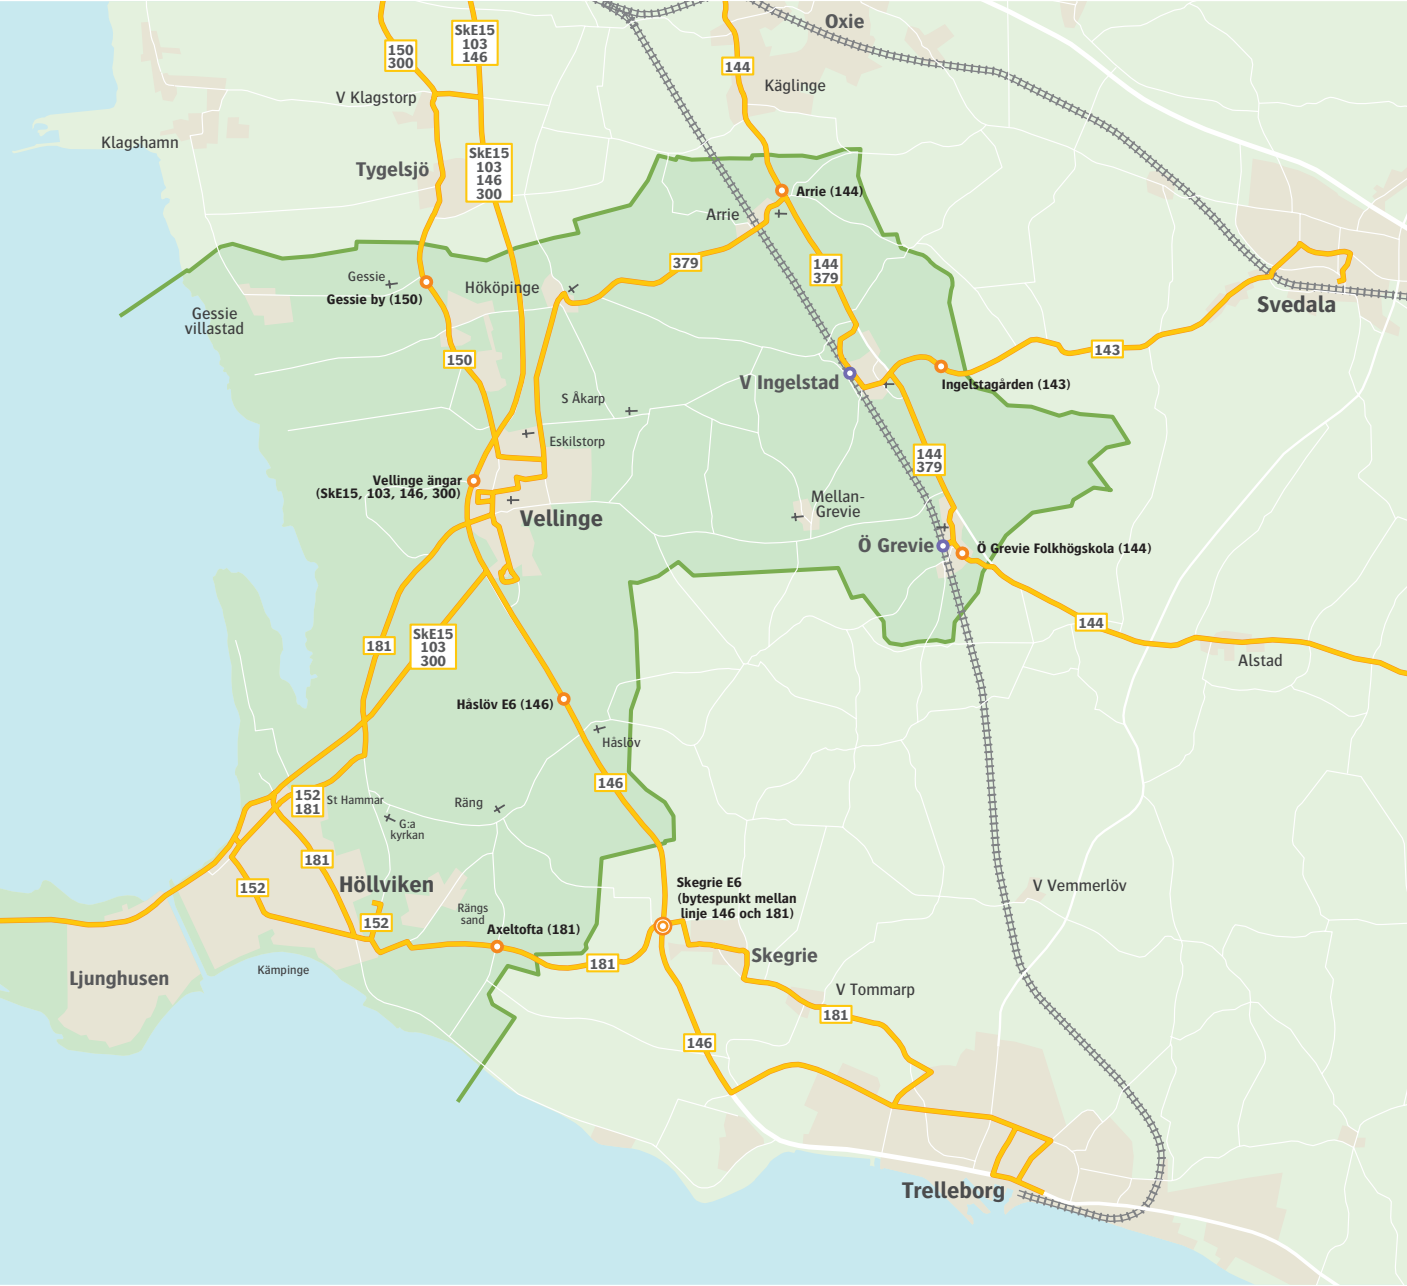 Oxie
SkE15
103
146
150
300
144
Käglinge
V Klagstorp
Klagshamn
Tygelsjö
SkE15
103
146
300
Arrie (144)
Arrie
379
144
379
Gessie
Hököpinge
Gessie by (150)
Gessie
villastad
Svedala
150
143
V Ingelstad
Ingelstagården (143)
S Åkarp
Eskilstorp
144
379
Vellinge ängar
(SkE15, 103, 146, 300)
Mellan-
Grevie
Vellinge
Ö Grevie
Ö Grevie Folkhögskola (144)
144
181
SkE15
103
300
Alstad
Håslöv E6 (146)
Håslöv
146
152
181
St Hammar
Räng
G:a
kyrkan
181
152
Höllviken
Skegrie E6
(bytespunkt mellan
linje 146 och 181)
V Vemmerlöv
Rängs
sand
152
Axeltofta (181)
181
Skegrie
Ljunghusen
Kämpinge
V Tommarp
181
146
Trelleborg